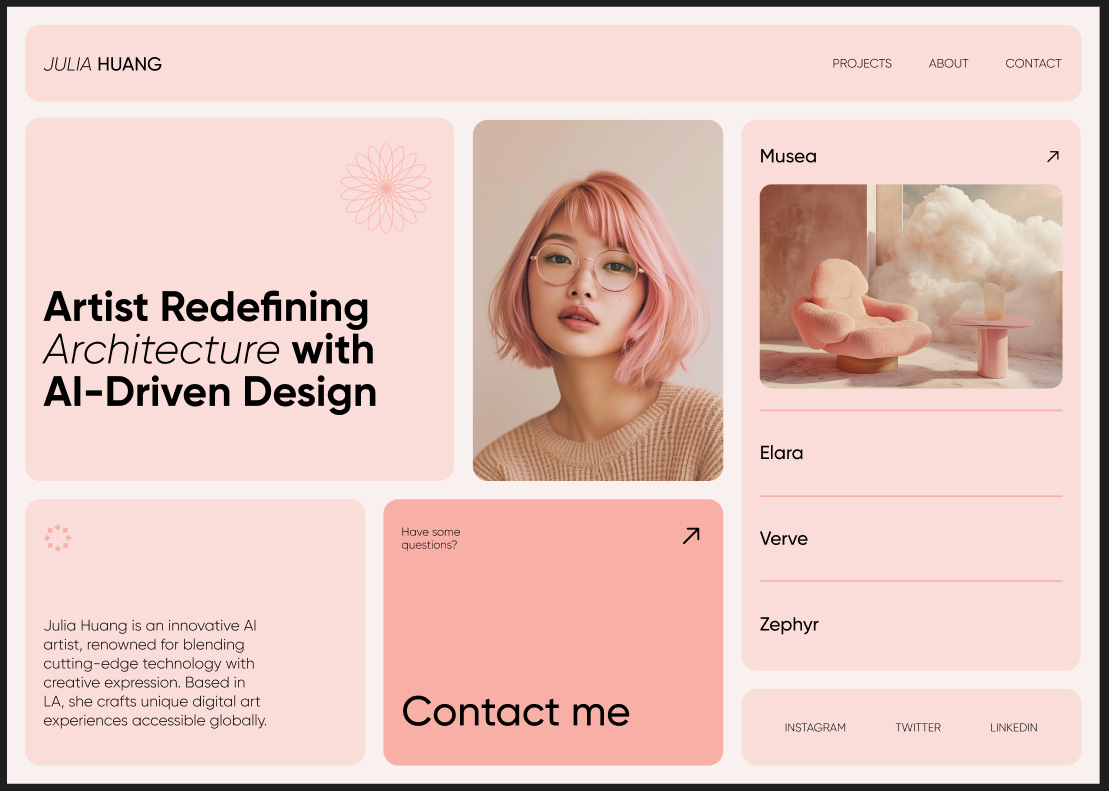 JULIA HUANG
PROJECTS ABOUT CONTACT
Artist Redefining
Architecture with
AI-Driven Design
Musea
Elara
Verve
Zephyr
Julia Huang is an innovative AI
artist, renowned for blending
cutting-edge technology with
creative expression. Based in
LA, she crafts unique digital art
experiences accessible globally.
Have some
questions?
Contact me
INSTAGRAM TWITTER LINKEDIN